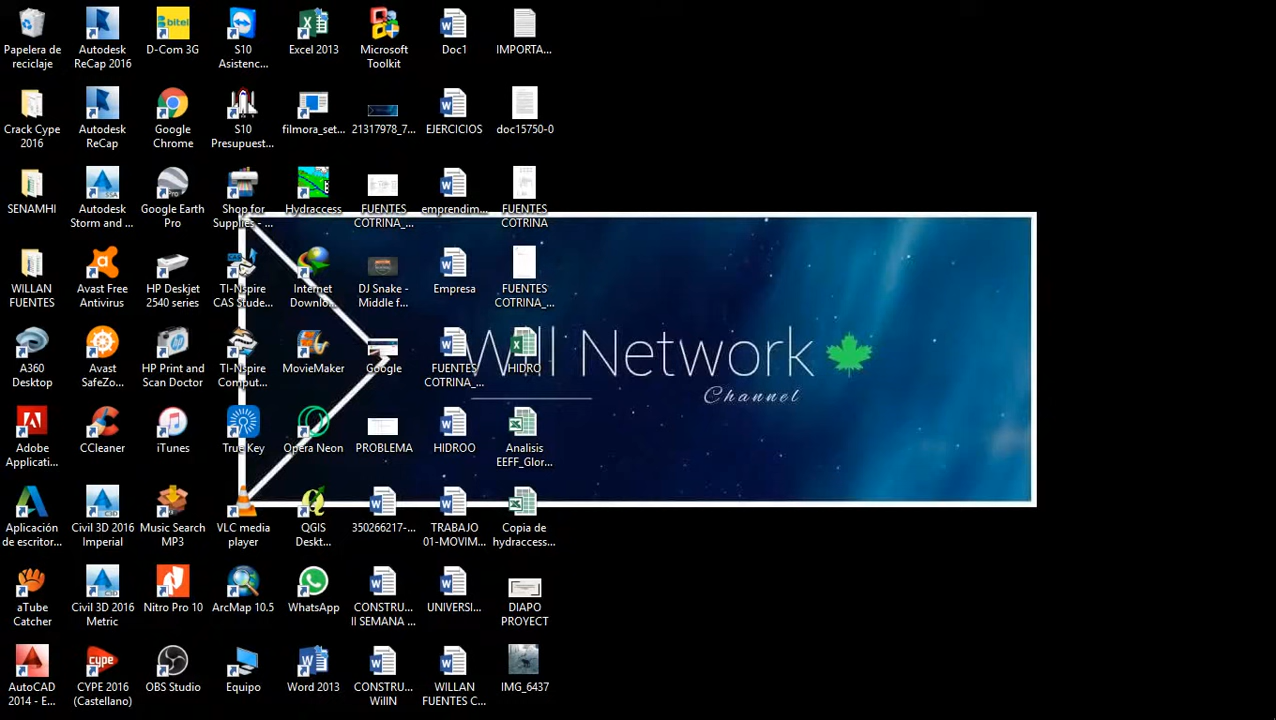 Papelera de
reciclaje
Autodesk
ReCap 2016
bitel
D-Com 3G
S10
Asistenc...
Excel 2013
Microsoft
Toolkit
Doc1
IMPORTA...
Crack Cype
2016
Autodesk
ReCap
Google
Chrome
S10
Presupuest...
filmora_set...
21317978_7...
EJERCICIOS
doc15750-0
SENAMHI
Autodesk
Storm and ...
Google Earth
Pro
Shop for
Supplies - ...
Hydraccess
FUENTES
COTRINA_...
emprendim...
FUENTES
COTRINA
WILLAN
FUENTES
Avast Free
Antivirus
HP Deskjet
2540 series
TI-Nspire
CAS Stude...
Internet
Downlo...
DJ Snake -
Middle f...
Empresa
FUENTES
COTRINA_...
A360
Desktop
Avast
SafeZo...
HP Print and
Scan Doctor
TI-Nspire
Comput...
MovieMaker
Google
FUENTES
COTRINA_...
HIDRO
Will Network
Channel
Adobe
Applicati...
CCleaner
iTunes
True Key
Opera Neon
PROBLEMA
HIDROO
Analisis
EEFF_Glor...
Aplicación
de escritor...
Civil 3D 2016
Imperial
Music Search
MP3
VLC media
player
QGIS
Deskt...
350266217-...
TRABAJO
01-MOVIM...
Copia de
hydraccess...
aTube
Catcher
Civil 3D 2016
Metric
Nitro Pro 10
ArcMap 10.5
WhatsApp
CONSTRU...
II SEMANA ...
UNIVERSI...
DIAPO
PROYECT
AutoCAD
2014 - E...
cype
CYPE 2016
(Castellano)
OBS Studio
Equipo
Word 2013
CONSTRU...
WillN
WILLAN
FUENTES C...
IMG_6437